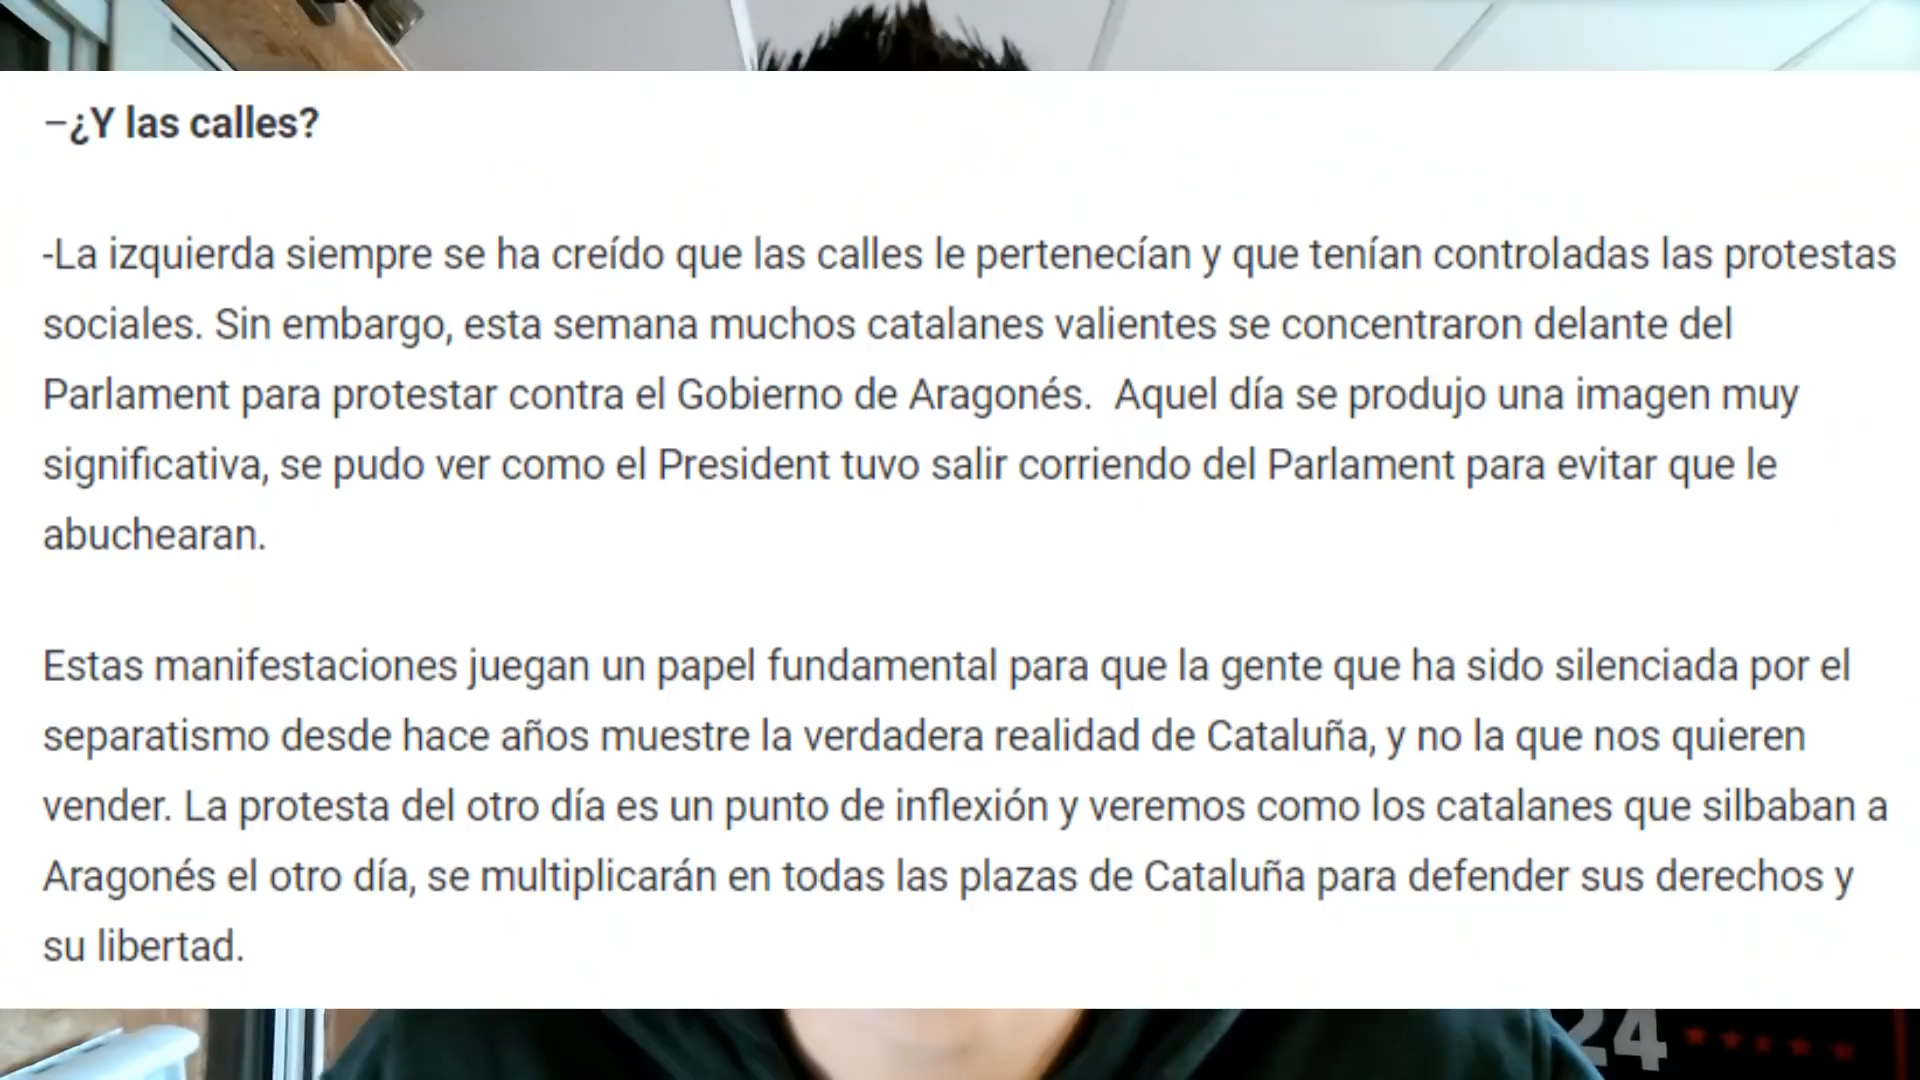 –¿Y las calles?
-La izquierda siempre se ha creído que las calles le pertenecían y que tenían controladas las protestas
sociales. Sin embargo, esta semana muchos catalanes valientes se concentraron delante del
Parlament para protestar contra el Gobierno de Aragonés.  Aquel día se produjo una imagen muy
significativa, se pudo ver como el President tuvo salir corriendo del Parlament para evitar que le
abuchearan.
Estas manifestaciones juegan un papel fundamental para que la gente que ha sido silenciada por el
separatismo desde hace años muestre la verdadera realidad de Cataluña, y no la que nos quieren
vender. La protesta del otro día es un punto de inflexión y veremos como los catalanes que silbaban a
Aragonés el otro día, se multiplicarán en todas las plazas de Cataluña para defender sus derechos y
su libertad.
24